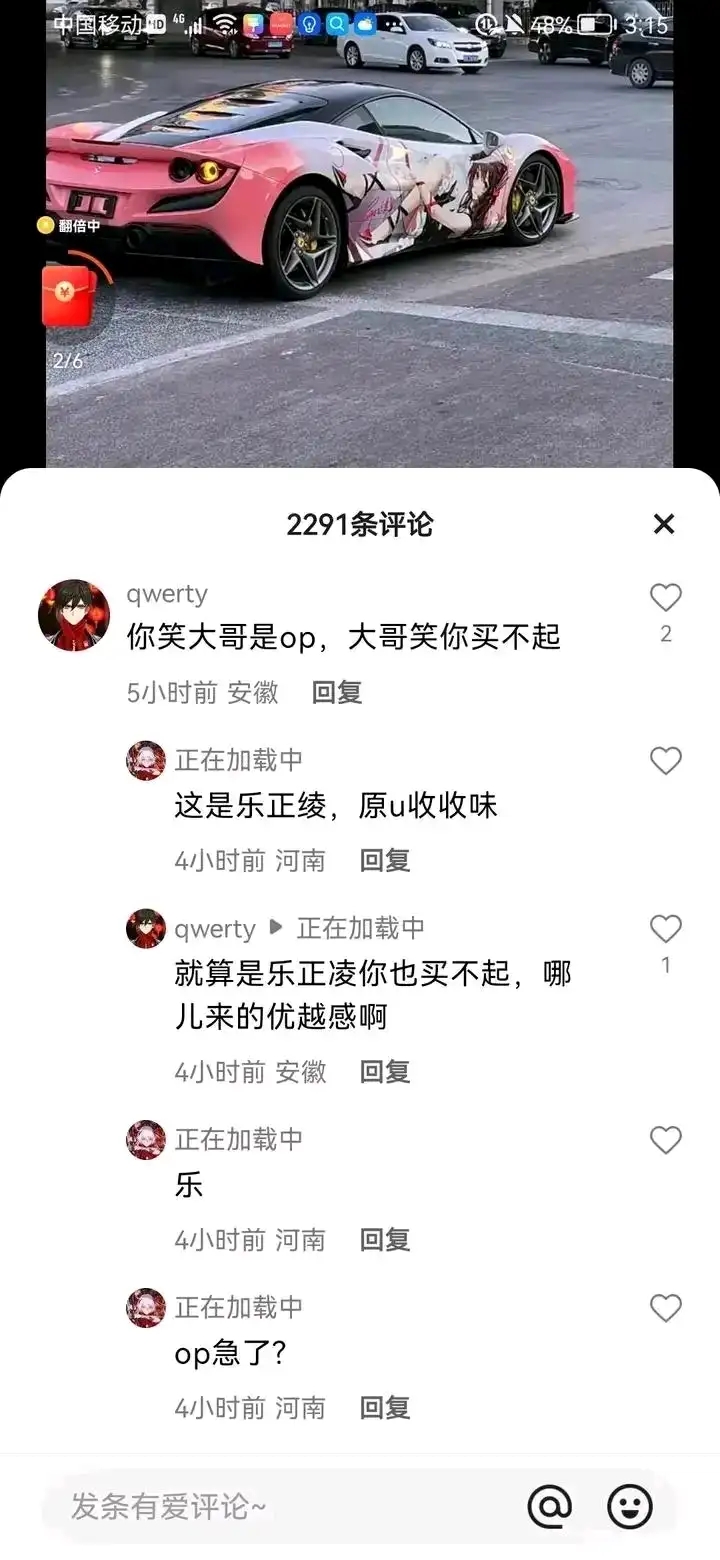 中国移动HD 4G 48% 3:15
翻倍中
¥
2/6
2291条评论
qwerty
你笑大哥是op，大哥笑你买不起
2
5小时前 安徽 回复
正在加载中
这是乐正绫，原u收收味
4小时前 河南 回复
qwerty ▶ 正在加载中
就算是乐正凌你也买不起，哪
1
儿来的优越感啊
4小时前 安徽 回复
正在加载中
乐
4小时前 河南 回复
正在加载中
op急了?
4小时前 河南 回复
发条有爱评论~ @